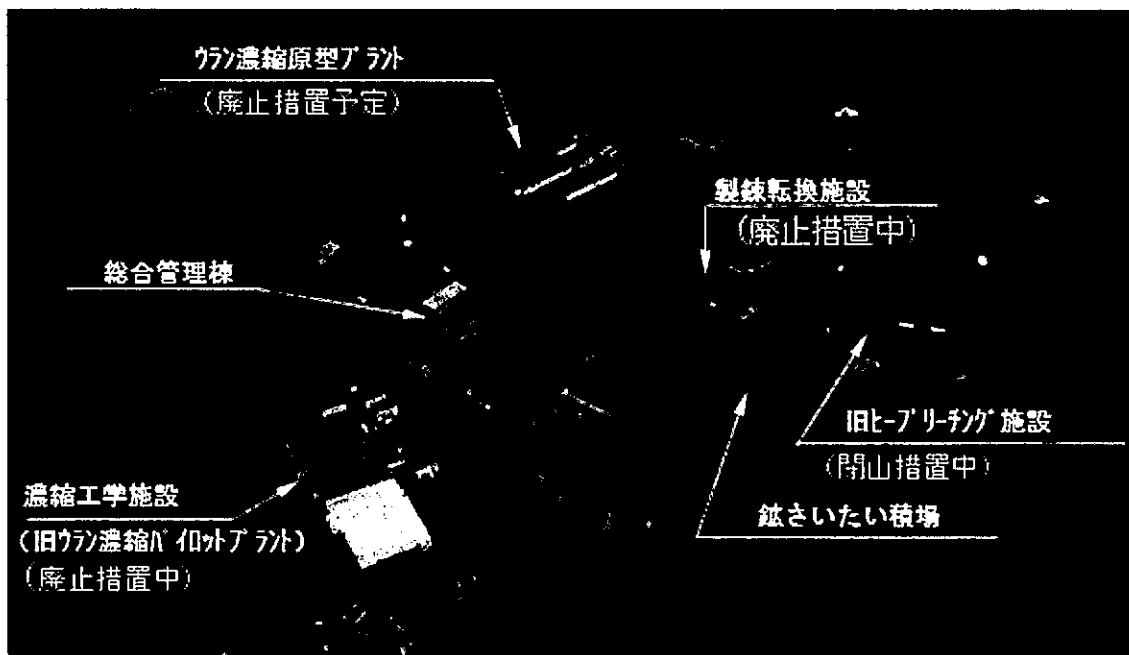 ウラン濃縮原型プラント
(廃止措置予定)
製錬転換施設
(廃止措置中)
総合管理棟
旧ヒープリーチング施設
(閉山措置中)
濃縮工学施設
(旧ウラン濃縮パイロットプラント)
(廃止措置中)
鉱さいたい積場